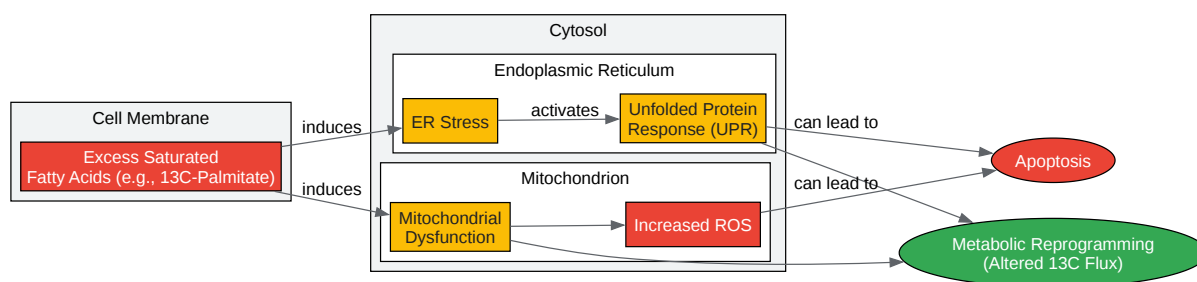 Cytosol
Endoplasmic Reticulum
Cell Membrane
Excess Saturated
Fatty Acids (e.g., 13C-Palmitate)
induces
ER Stress
activates
Unfolded Protein
Response (UPR)
can lead to
Apoptosis
induces
Mitochondrion
Mitochondrial
Dysfunction
Increased ROS
can lead to
Metabolic Reprogramming
(Altered 13C Flux)